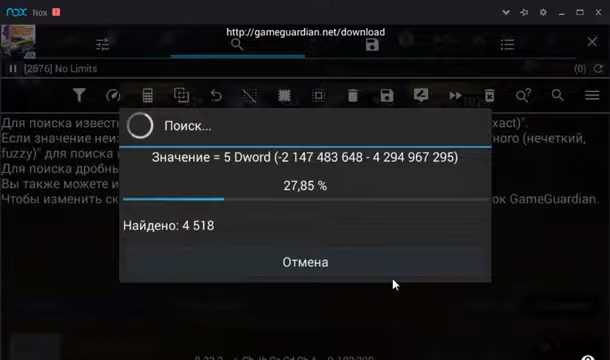 nox Nox
http://gameguardian.net/download
[2576] No Limits (0)
Для поиска извест xact)".
Если значение неиз ного (нечеткий,
fuzzy)" для поиска
Для поиска дробны
Вы также можете и
Чтобы изменить ск ок GameGuardian.
Поиск...
Значение = 5 Dword (-2 147 483 648 - 4 294 967 295)
27,85 %
Найдено: 4 518
Отмена